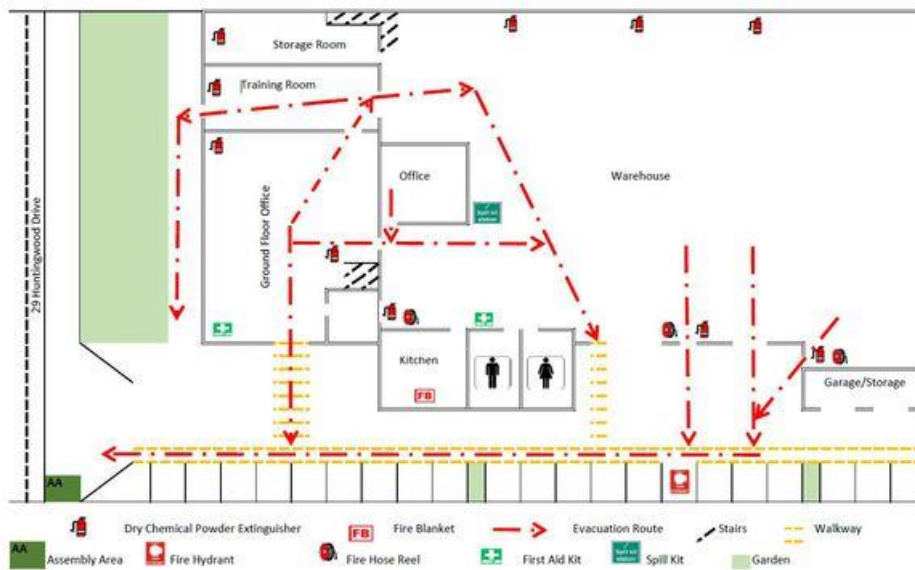 Storage Room
Training Room
Office
Warehouse
Spill kit
station
Ground Floor Office
29 Huntingwood Drive
Kitchen
FB
Garage/Storage
AA
Dry Chemical Powder Extinguisher
FB
Fire Blanket
Evacuation Route
Stairs
Walkway
AA
Assembly Area
Fire Hydrant
Fire Hose Reel
First Aid Kit
Spill kit
station
Spill Kit
Garden